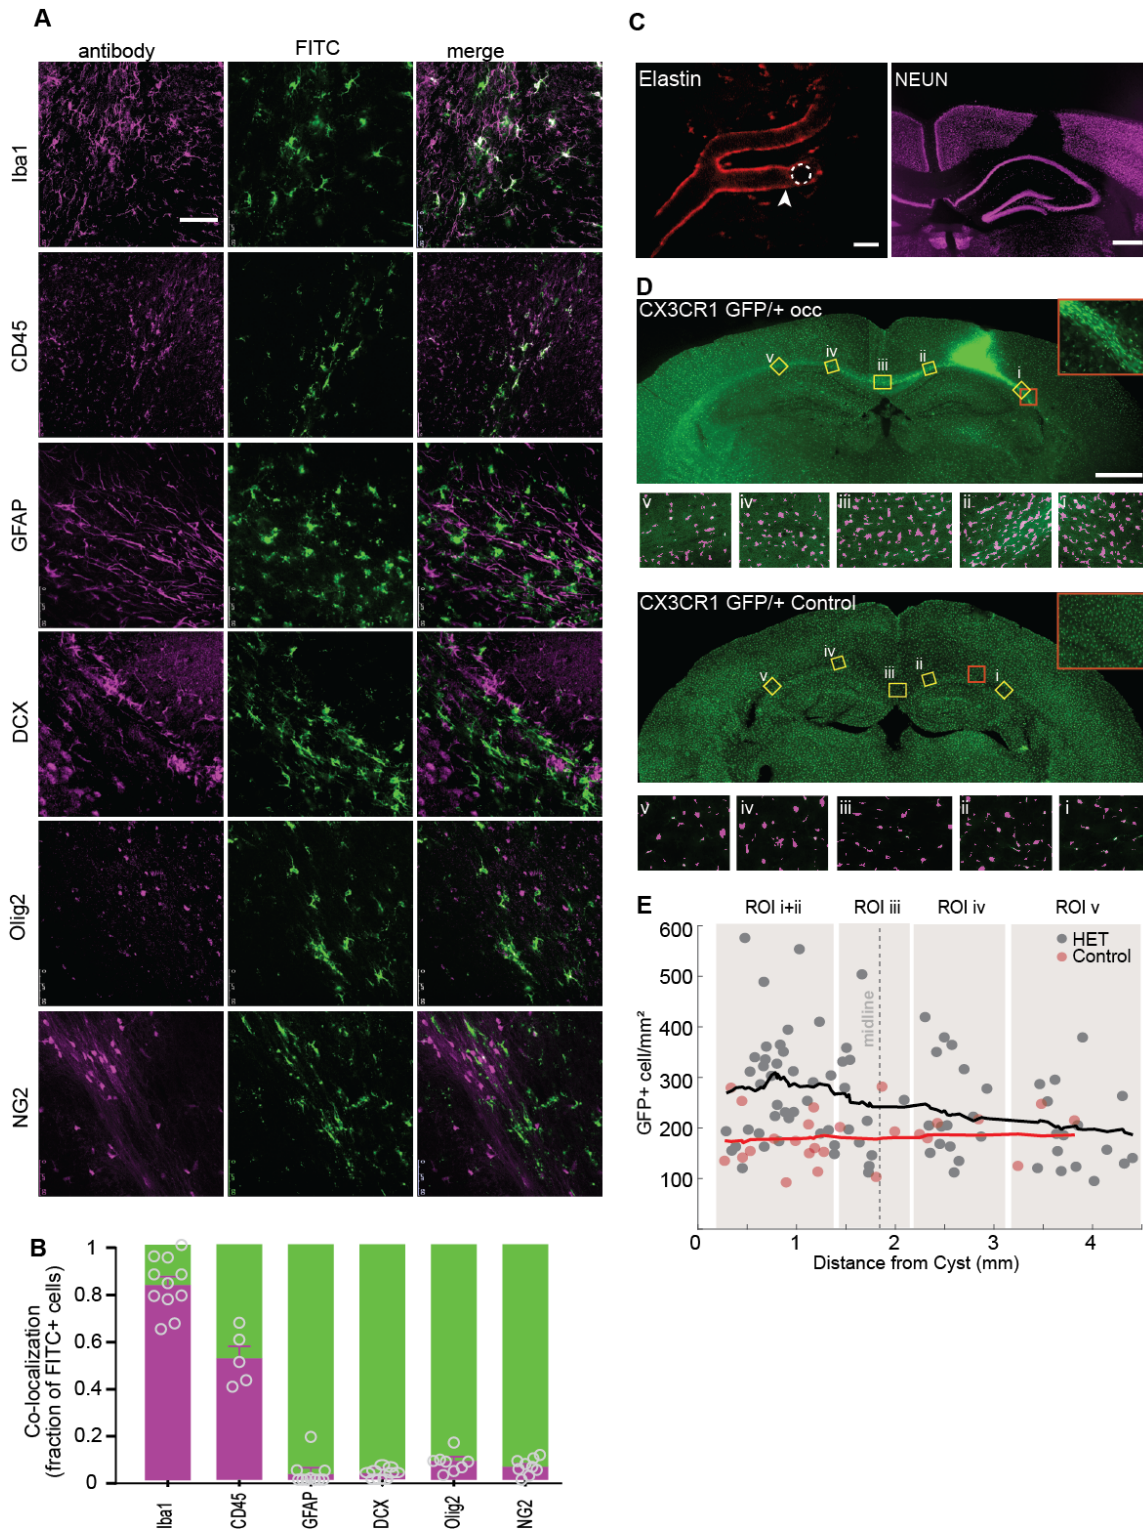 A
antibody
FITC
merge
Iba1
CD45
GFAP
DCX
Olig2
NG2
B
Co-localization
(fraction of FITC+ cells)
1
0.8
0.6
0.4
0.2
0
Iba1
CD45
GFAP
DCX
Olig2
NG2
C
Elastin
NEUN
D
CX3CR1 GFP/+ occ
v
iv
iii
ii
i
v
iv
iii
ii
i
CX3CR1 GFP/+ Control
v
iv
iii
ii
i
v
iv
iii
ii
i
E
ROI i+ii
ROI iii
ROI iv
ROI v
GFP+ cell/mm²
600
500
400
300
200
100
midline
HET
Control
0
1
2
3
4
Distance from Cyst (mm)